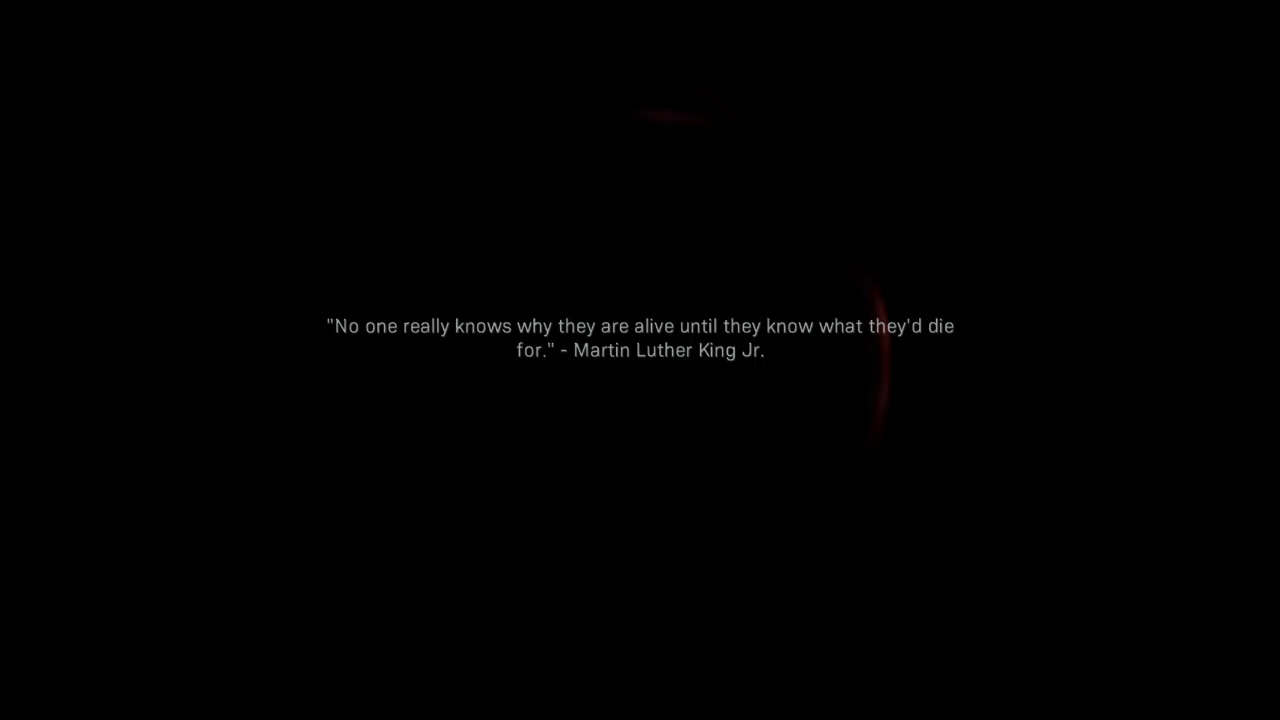 "No one really knows why they are alive until they know what they'd die
for." - Martin Luther King Jr.